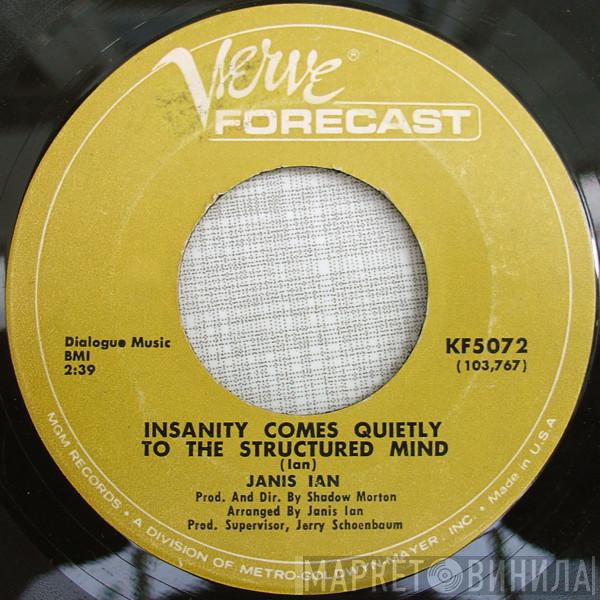 Verve ®
FORECAST
Dialogue Music
BMI
2:39
KF5072
(103,767)
INSANITY COMES QUIETLY
TO THE STRUCTURED MIND
(Ian)
JANIS IAN
Prod. And Dir. By Shadow Morton
Arranged By Janis Ian
Prod. Supervisor, Jerry Schoenbaum
MGM RECORDS • A DIVISION OF METRO-GOLDWYN-MAYER, INC. • Made in U.S.A
МАРКЕТ ВИНИЛА